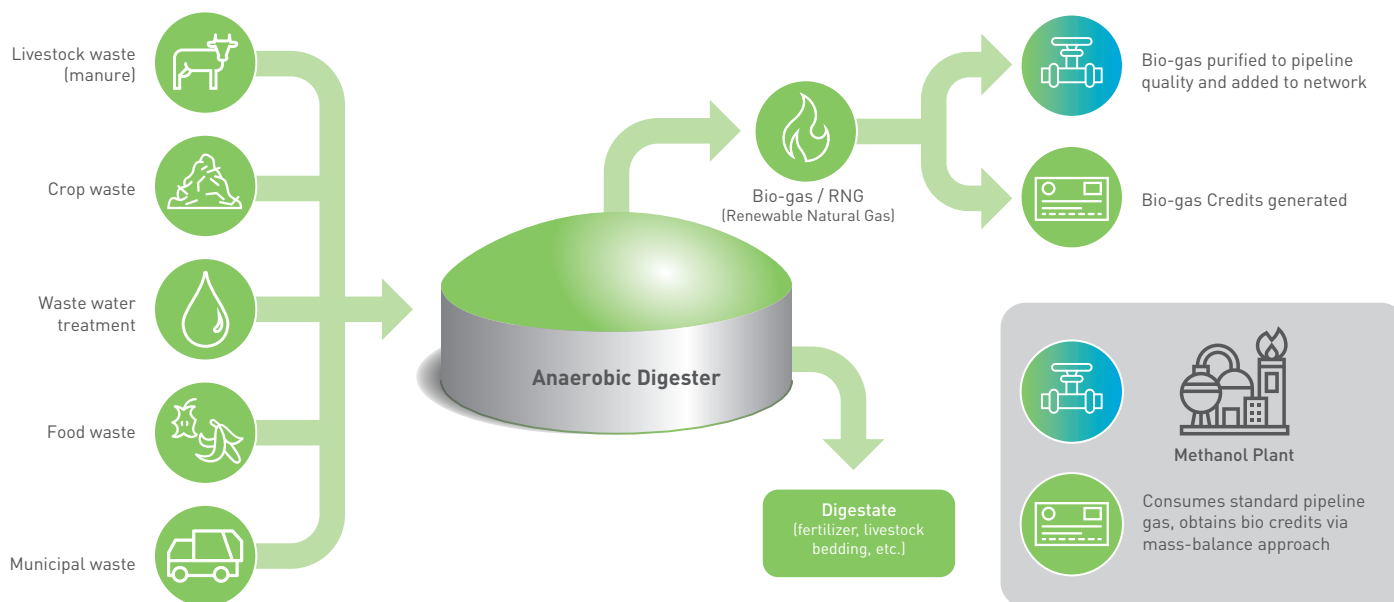 Livestock waste
(manure)
Crop waste
Waste water
treatment
Food waste
Municipal waste
Anaerobic Digester
Bio-gas / RNG
(Renewable Natural Gas)
Digestate
(fertilizer, livestock
bedding, etc.)
Bio-gas purified to pipeline
quality and added to network
Bio-gas Credits generated
Methanol Plant
Consumes standard pipeline
gas, obtains bio credits via
mass-balance approach